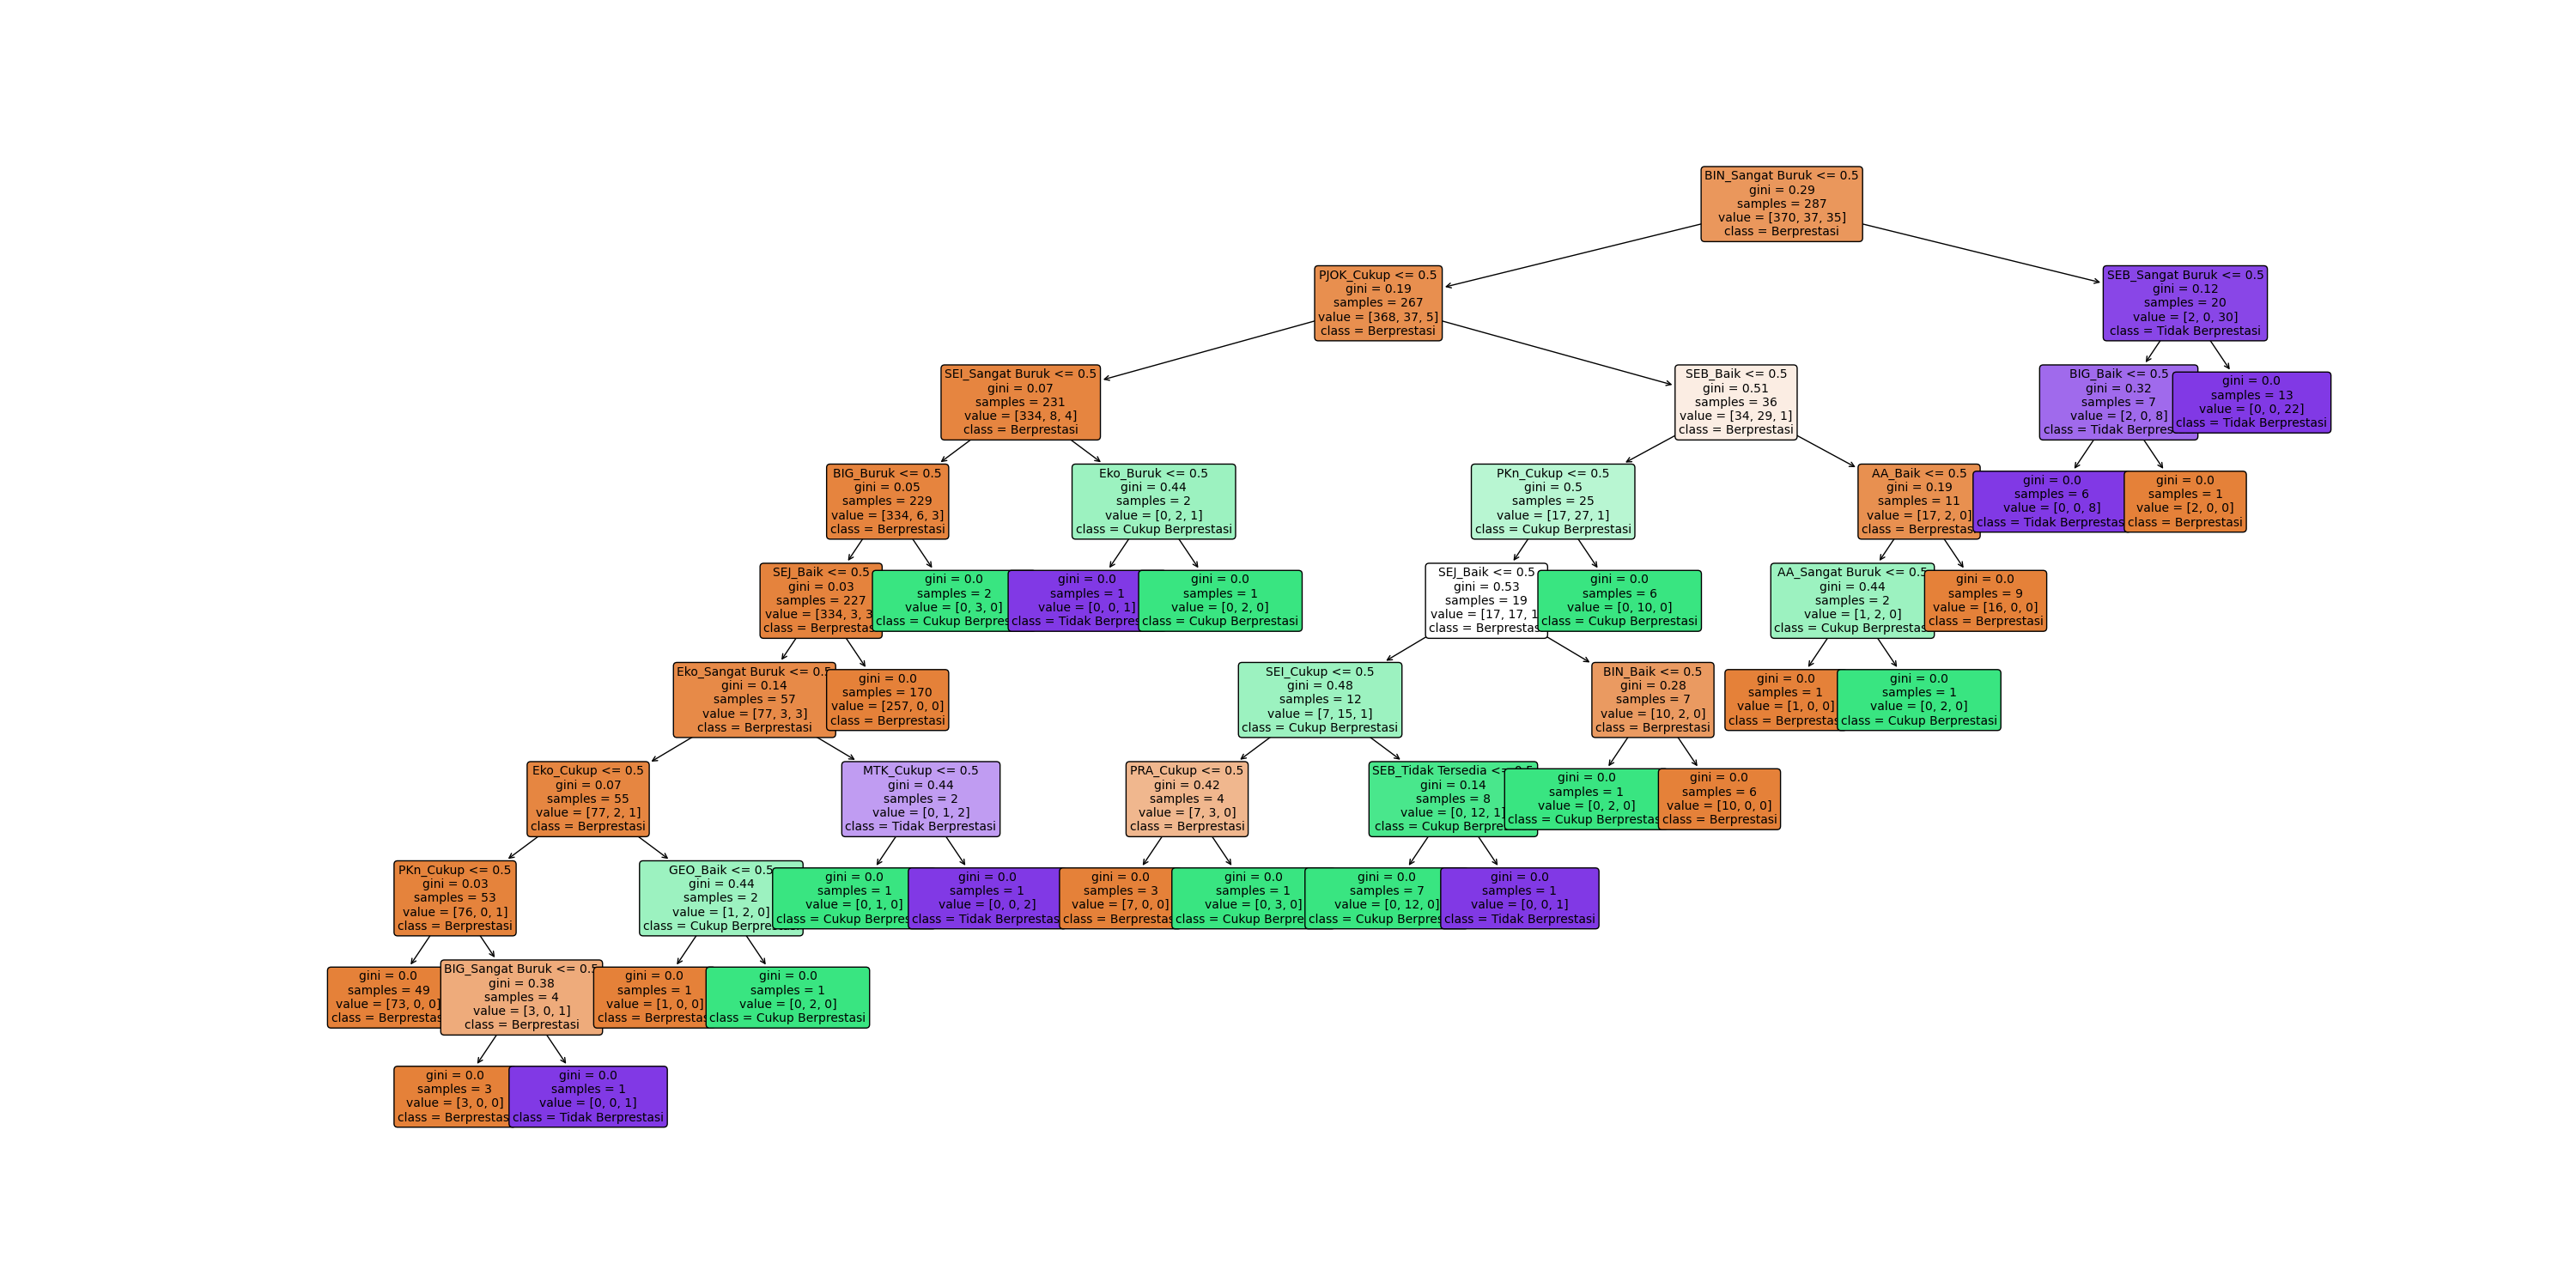 BIN_Sangat Buruk <= 0.5
gini = 0.29
samples = 287
value = [370, 37, 35]
class = Berprestasi
PJOK_Cukup <= 0.5
gini = 0.19
samples = 267
value = [368, 37, 5]
class = Berprestasi
SEB_Sangat Buruk <= 0.5
gini = 0.12
samples = 20
value = [2, 0, 30]
class = Tidak Berprestasi
SEI_Sangat Buruk <= 0.5
gini = 0.07
samples = 231
value = [334, 8, 4]
class = Berprestasi
SEB_Baik <= 0.5
gini = 0.51
samples = 36
value = [34, 29, 1]
class = Berprestasi
BIG_Baik <= 0.5
gini = 0.32
samples = 7
value = [2, 0, 8]
class = Tidak Berpres
gini = 0.0
samples = 13
value = [0, 0, 22]
class = Tidak Berprestasi
BIG_Buruk <= 0.5
gini = 0.05
samples = 229
value = [334, 6, 3]
class = Berprestasi
Eko_Buruk <= 0.5
gini = 0.44
samples = 2
value = [0, 2, 1]
class = Cukup Berprestasi
PKn_Cukup <= 0.5
gini = 0.5
samples = 25
value = [17, 27, 1]
class = Cukup Berprestasi
AA_Baik <= 0.5
gini = 0.19
samples = 11
value = [17, 2, 0]
class = Berprestas
gini = 0.0
samples = 6
value = [0, 0, 8]
class = Tidak Berprestas
gini = 0.0
samples = 1
value = [2, 0, 0]
class = Berprestasi
SEJ_Baik <= 0.5
gini = 0.03
samples = 227
value = [334, 3, 3
class = Berprestas
gini = 0.0
samples = 2
value = [0, 3, 0]
class = Cukup Berpres
gini = 0.0
samples = 1
value = [0, 0, 1]
class = Tidak Berpres
gini = 0.0
samples = 1
value = [0, 2, 0]
class = Cukup Berprestasi
SEJ_Baik <= 0.5
gini = 0.53
samples = 19
value = [17, 17, 1
class = Berprestas
gini = 0.0
samples = 6
value = [0, 10, 0]
class = Cukup Berprestasi
AA_Sangat Buruk <= 0.5
gini = 0.44
samples = 2
value = [1, 2, 0]
class = Cukup Berprestas
gini = 0.0
samples = 9
value = [16, 0, 0]
class = Berprestasi
Eko_Sangat Buruk <= 0.5
gini = 0.14
samples = 57
value = [77, 3, 3]
class = Berprestasi
gini = 0.0
samples = 170
value = [257, 0, 0]
class = Berprestasi
SEI_Cukup <= 0.5
gini = 0.48
samples = 12
value = [7, 15, 1]
class = Cukup Berprestasi
BIN_Baik <= 0.5
gini = 0.28
samples = 7
value = [10, 2, 0]
class = Berprestasi
gini = 0.0
samples = 1
value = [1, 0, 0]
class = Berprestas
gini = 0.0
samples = 1
value = [0, 2, 0]
class = Cukup Berprestasi
Eko_Cukup <= 0.5
gini = 0.07
samples = 55
value = [77, 2, 1]
class = Berprestasi
MTK_Cukup <= 0.5
gini = 0.44
samples = 2
value = [0, 1, 2]
class = Tidak Berprestasi
PRA_Cukup <= 0.5
gini = 0.42
samples = 4
value = [7, 3, 0]
class = Berprestasi
SEB_Tidak Tersedia <=
gini = 0.14
samples = 8
value = [0, 12, 1]
class = Cukup Berpre
gini = 0.0
samples = 1
value = [0, 2, 0]
class = Cukup Berprestas
gini = 0.0
samples = 6
value = [10, 0, 0]
class = Berprestasi
PKn_Cukup <= 0.5
gini = 0.03
samples = 53
value = [76, 0, 1]
class = Berprestasi
GEO_Baik <= 0.5
gini = 0.44
samples = 2
value = [1, 2, 0]
class = Cukup Berpre
gini = 0.0
samples = 1
value = [0, 1, 0]
class = Cukup Berpres
gini = 0.0
samples = 1
value = [0, 0, 2]
class = Tidak Berprestas
gini = 0.0
samples = 3
value = [7, 0, 0]
class = Berprestas
gini = 0.0
samples = 1
value = [0, 3, 0]
class = Cukup Berpre
gini = 0.0
samples = 7
value = [0, 12, 0]
class = Cukup Berpres
gini = 0.0
samples = 1
value = [0, 0, 1]
class = Tidak Berprestasi
gini = 0.0
samples = 49
value = [73, 0, 0]
class = Berprestas
BIG_Sangat Buruk <= 0.5
gini = 0.38
samples = 4
value = [3, 0, 1]
class = Berprestasi
gini = 0.0
samples = 1
value = [1, 0, 0]
class = Berprestas
gini = 0.0
samples = 1
value = [0, 2, 0]
class = Cukup Berprestasi
gini = 0.0
samples = 3
value = [3, 0, 0]
class = Berprestas
gini = 0.0
samples = 1
value = [0, 0, 1]
class = Tidak Berprestasi